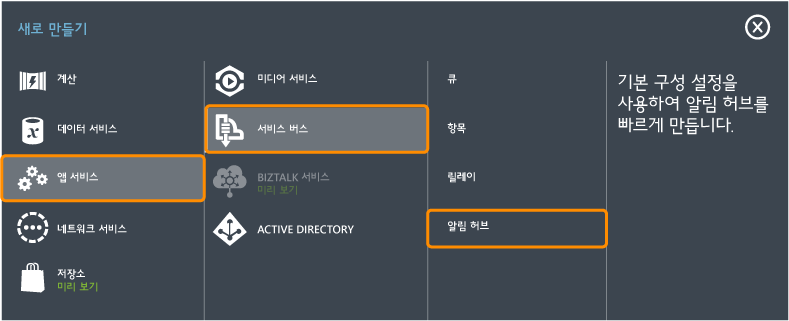 새로 만들기
계산
데이터 서비스
앱 서비스
네트워크 서비스
저장소
미리 보기
미디어 서비스
서비스 버스
BIZTALK 서비스
미리 보기
ACTIVE DIRECTORY
큐
항목
릴레이
알림 허브
기본 구성 설정을
사용하여 알림 허브를
빠르게 만듭니다.